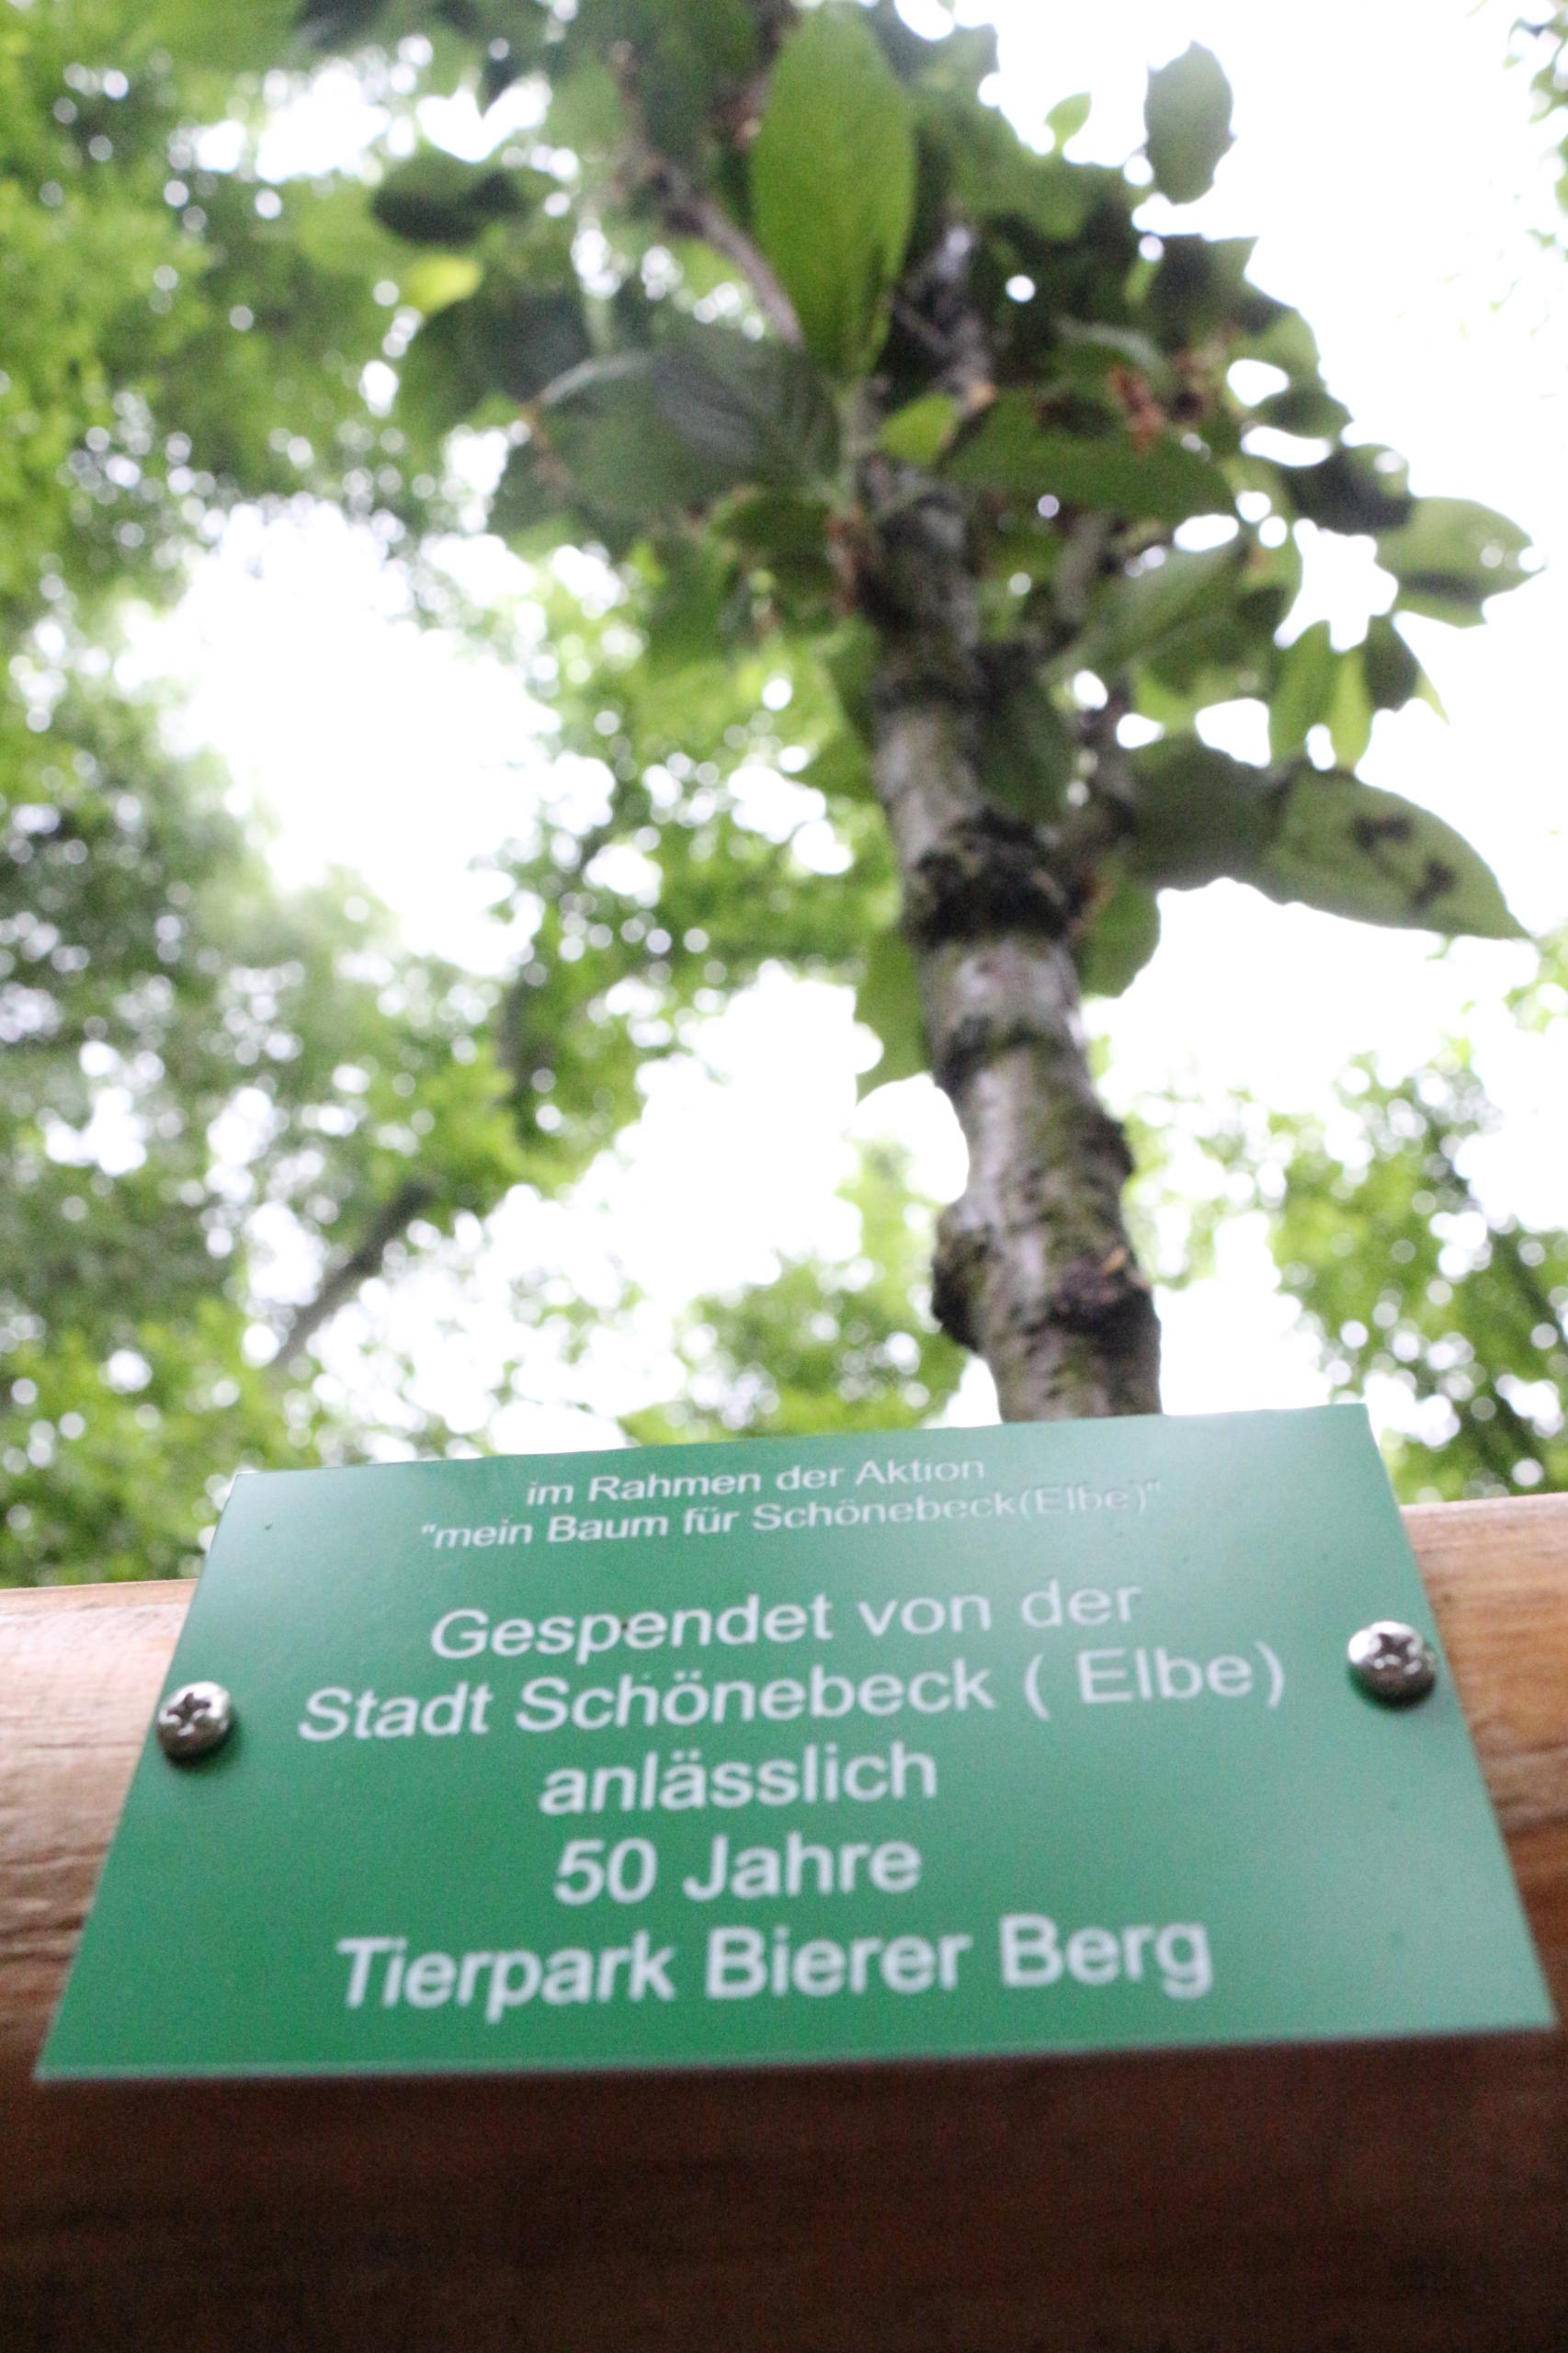 im Rahmen der Aktion
"mein Baum für Schönebeck(Elbe)"
Gespendet von der
Stadt Schönebeck ( Elbe)
anlässlich
50 Jahre
Tierpark Bierer Berg